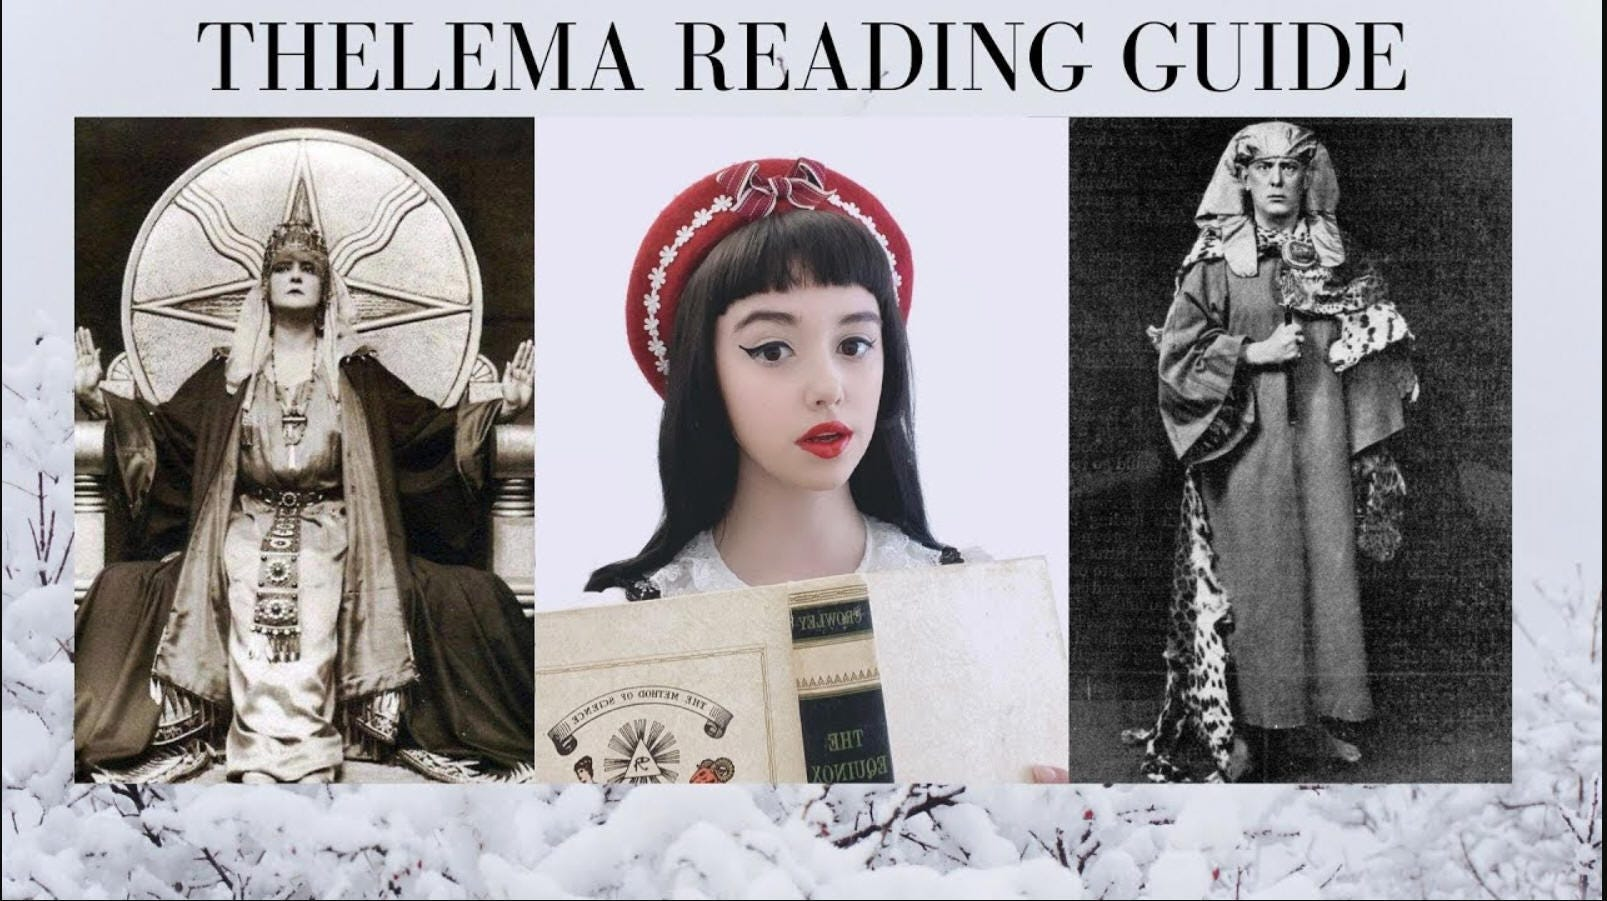 THELEMA READING GUIDE
THE METHOD OF SCIENCE
CROWLEY
THE
EQUINOX